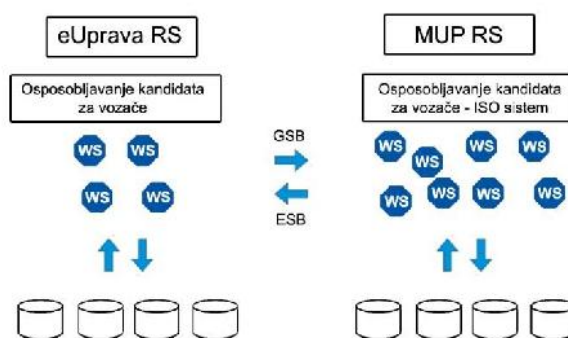 eUprava RS
MUP RS
Osposobljavanje kandidata
za vozače
Osposobljavanje kandidata
za vozače - ISO sistem
WS
WS
WS
WS
GSB
ESB
WS
WS
WS
WS
WS
WS
WS
WS